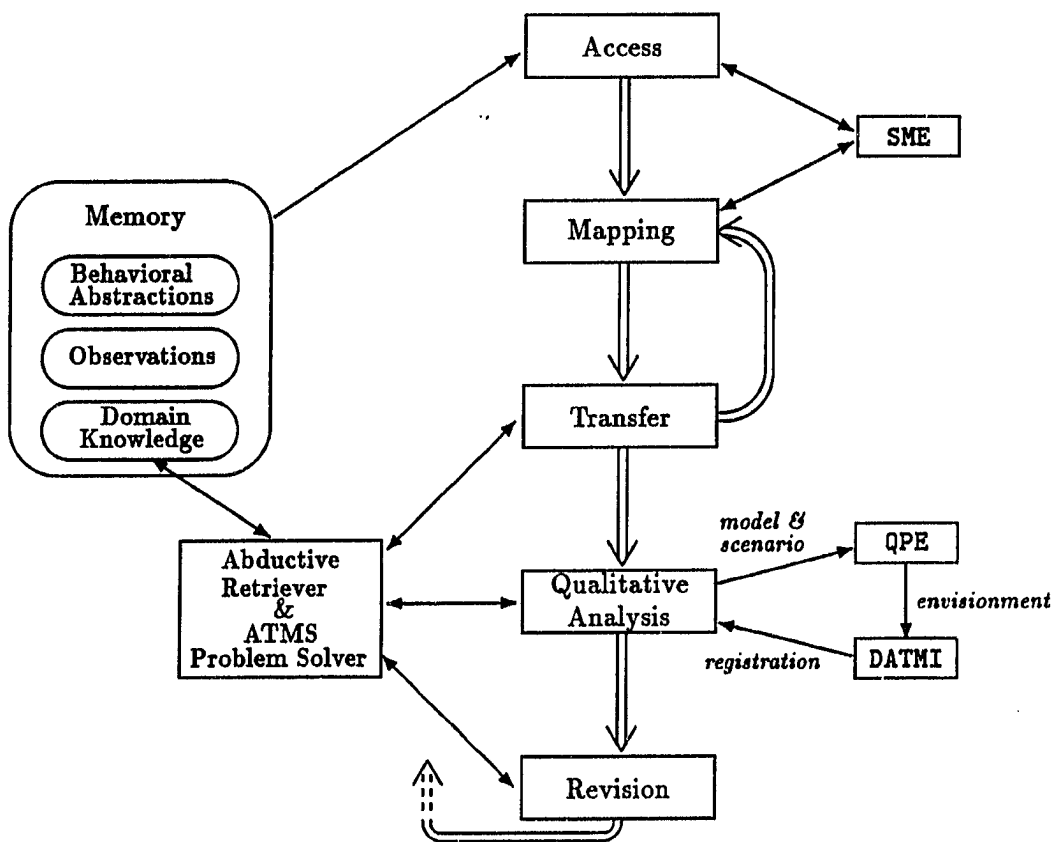 Access
SME
Memory
Mapping
Behavioral
Abstractions
Observations
Domain
Knowledge
Transfer
model &
scenario
QPE
Abductive
Retriever
&
ATMS
Problem Solver
Qualitative
Analysis
envisionment
registration
DATMI
Revision